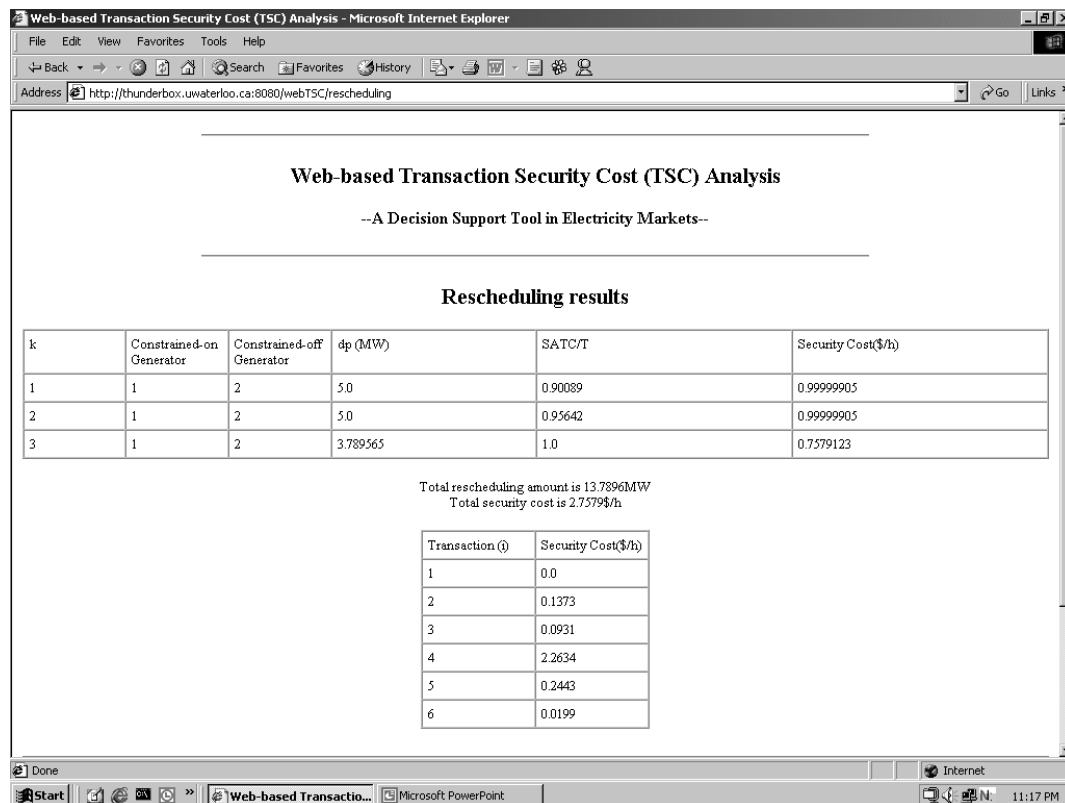 Web-based Transaction Security Cost (TSC) Analysis - Microsoft Internet Explorer
File Edit View Favorites Tools Help
Back Search Favorites History
Address http://thunderbox.uwaterloo.ca:8080/webTSC/rescheduling Go Links
Web-based Transaction Security Cost (TSC) Analysis
--A Decision Support Tool in Electricity Markets--
Rescheduling results
k Constrained-on Generator Constrained-off Generator dp (MW) SATC/T Security Cost($/h)
1 1 2 5.0 0.90089 0.99999905
2 1 2 5.0 0.95642 0.99999905
3 1 2 3.789565 1.0 0.7579123
Total rescheduling amount is 13.7896MW
Total security cost is 2.7579$/h
Transaction (i) Security Cost($/h)
1 0.0
2 0.1373
3 0.0931
4 2.2634
5 0.2443
6 0.0199
Done Internet
Start » Web-based Transactio... Microsoft PowerPoint N: 11:17 PM